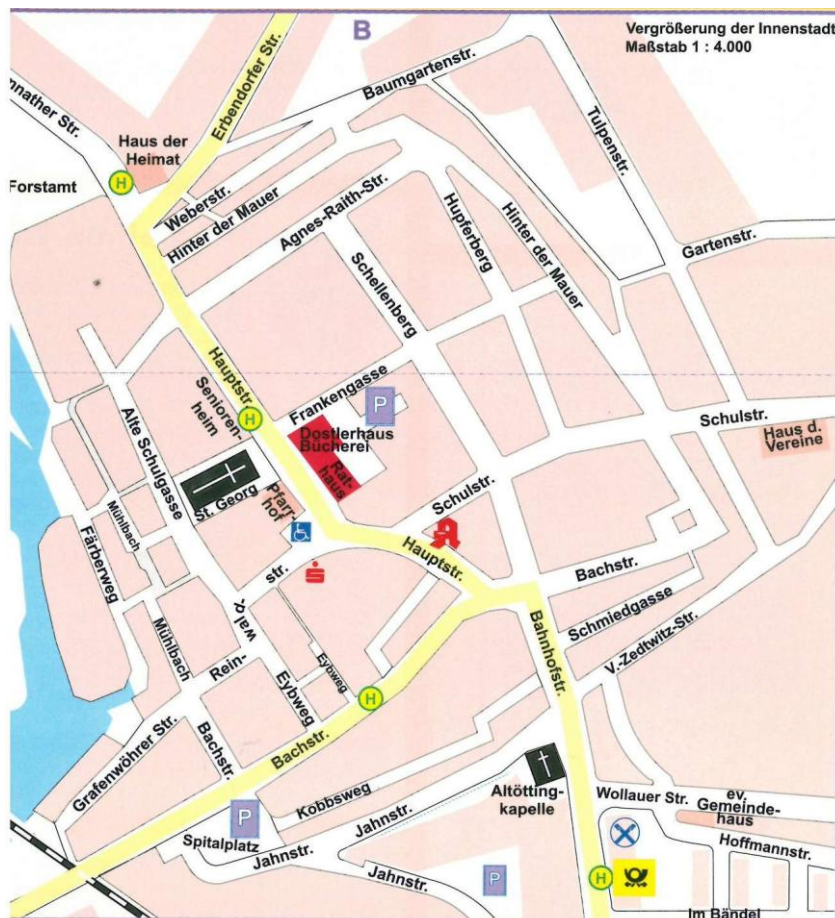 B
Vergrößerung der Innenstadt
Maßstab 1 : 4.000
nnather Str.
Erbendorfer Str.
Baumgartenstr.
Tulpenstr.
Haus der
Heimat
H
Forstamt
Weberstr.
Hinter der Mauer
Agnes-Raith-Str.
Hupferberg
Hinter der Mauer
Gartenstr.
Schellenberg
Hauptstr.
Senioren-
heim
H
Frankengasse
P
Dostlerhaus
Bücherei
Rat-
haus
Schulstr.
Haus d.
Vereine
Alte Schulgasse
St. Georg
Pfarr-
hof
Schulstr.
Mühlbach
Färberweg
str.
Hauptstr.
Bachstr.
Schmiedgasse
V.-Zedtwitz-Str.
Bahnhofstr.
walg-
Mühlbach
Rein-
Eybweg
Eybweg
H
Grafenwöhrer Str.
Bachstr.
Bachstr.
Kobbsweg
Altötting-
kapelle
Wollauer Str.
ev.
Gemeinde-
haus
Hoffmannstr.
P
Spitalplatz
Jahnstr.
Jahnstr.
Jahnstr.
P
H
Im Bändel